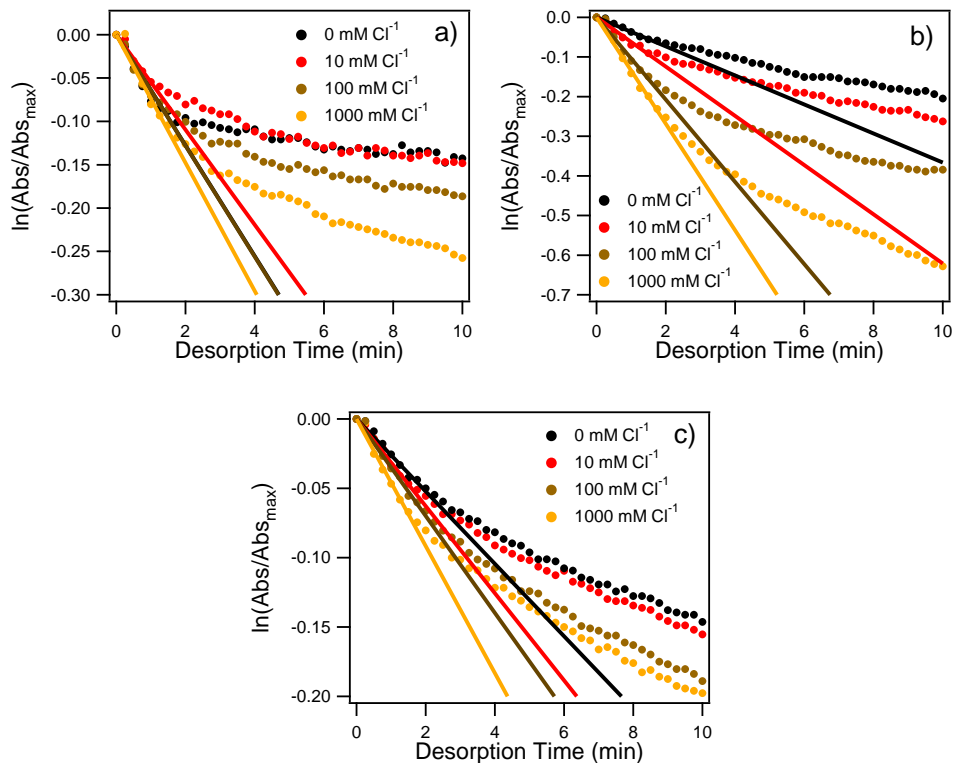 a)
0 mM Cl⁻¹
10 mM Cl⁻¹
100 mM Cl⁻¹
1000 mM Cl⁻¹
0.00
-0.05
-0.10
-0.15
-0.20
-0.25
-0.30
ln(Abs/Absₘₐₓ)
0 2 4 6 8 10
Desorption Time (min)
b)
0 mM Cl⁻¹
10 mM Cl⁻¹
100 mM Cl⁻¹
1000 mM Cl⁻¹
0.0
-0.1
-0.2
-0.3
-0.4
-0.5
-0.6
-0.7
ln(Abs/Absₘₐₓ)
0 2 4 6 8 10
Desorption Time (min)
c)
0 mM Cl⁻¹
10 mM Cl⁻¹
100 mM Cl⁻¹
1000 mM Cl⁻¹
0.00
-0.05
-0.10
-0.15
-0.20
ln(Abs/Absₘₐₓ)
0 2 4 6 8 10
Desorption Time (min)